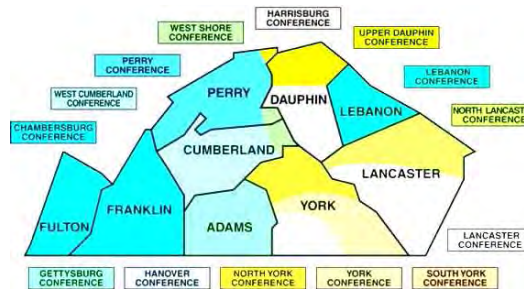 HARRISBURG
CONFERENCE
WEST SHORE
CONFERENCE
UPPER DAUPHIN
CONFERENCE
PERRY
CONFERENCE
LEBANON
CONFERENCE
WEST CUMBERLAND
CONFERENCE
NORTH LANCAST
CONFERENCE
CHAMBERSBURG
CONFERENCE
PERRY
DAUPHIN
LEBANON
CUMBERLAND
LANCASTER
FULTON
FRANKLIN
ADAMS
YORK
LANCASTER
CONFERENCE
GETTYSBURG
CONFERENCE
HANOVER
CONFERENCE
NORTH YORK
CONFERENCE
YORK
CONFERENCE
SOUTH YORK
CONFERENCE